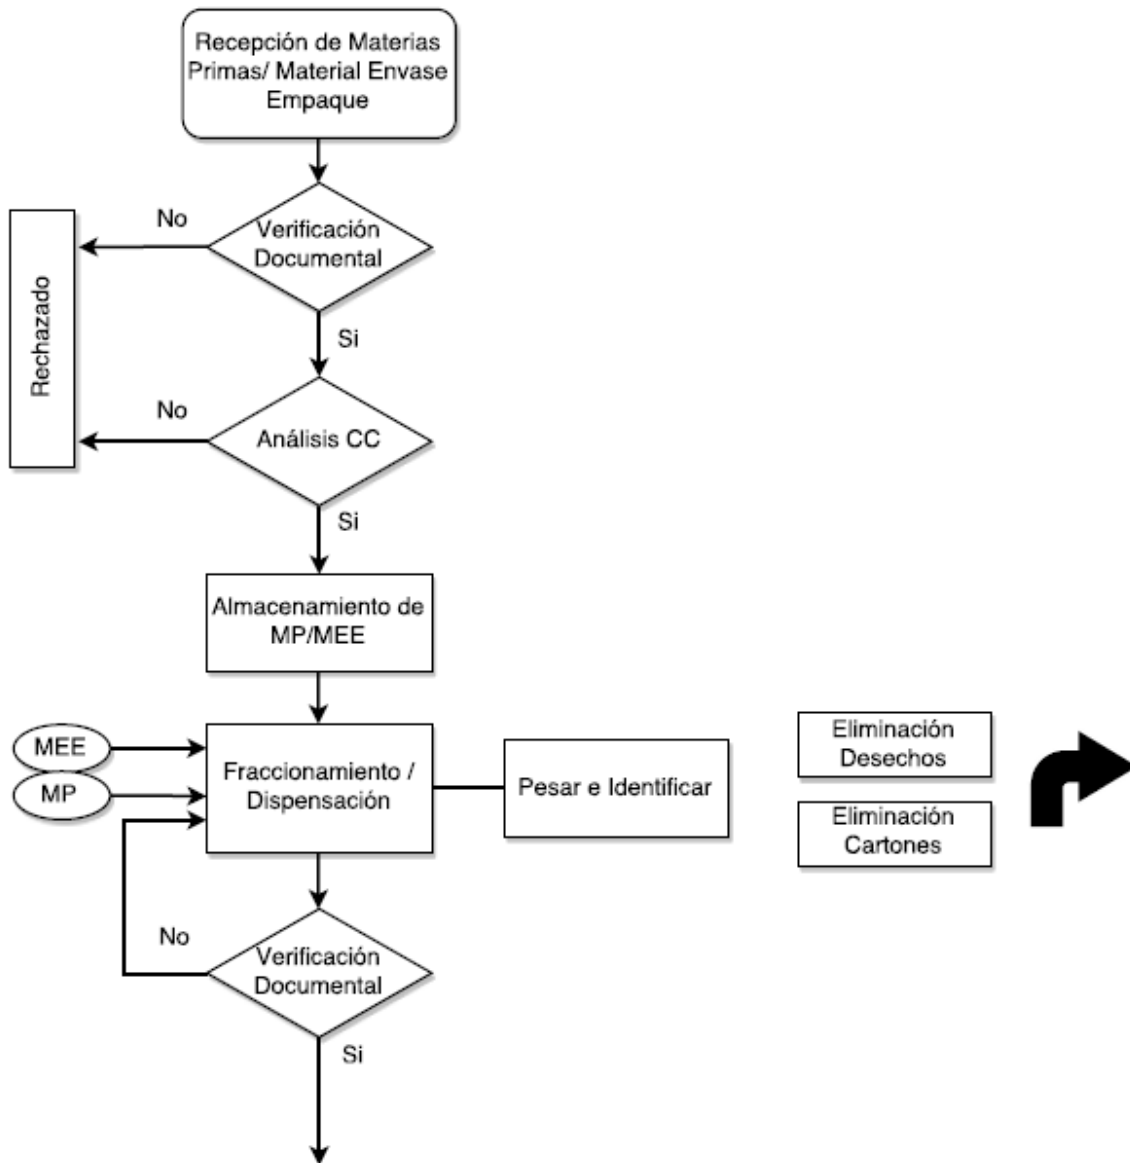 Recepción de Materias
Primas/ Material Envase
Empaque
No
Verificación
Documental
Rechazado
Si
No
Análisis CC
Si
Almacenamiento de
MP/MEE
MEE
MP
Fraccionamiento /
Dispensación
Pesar e Identificar
Eliminación
Desechos
Eliminación
Cartones
No
Verificación
Documental
Si